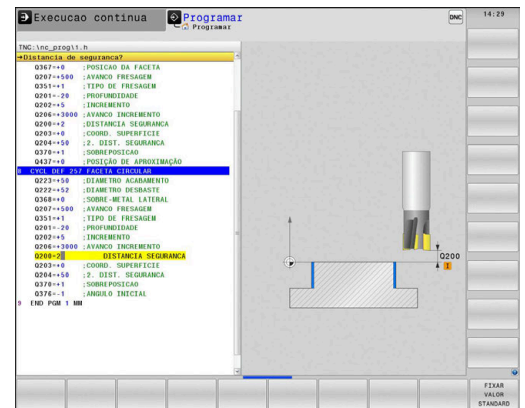 Execucao continua
Programar
Programar
DNC
14:29
TNC:\nc_prog\1.h
→Distancia de seguranca?
Q367=+0 ;POSICAO DA FACETA
Q207=+500 ;AVANCO FRESAGEM
Q351=+1 ;TIPO DE FRESAGEM
Q201=-20 ;PROFUNDIDADE
Q202=+5 ;INCREMENTO
Q206=+3000 ;AVANCO INCREMENTO
Q200=+2 ;DISTANCIA SEGURANCA
Q203=+0 ;COORD. SUPERFICIE
Q204=+50 ;2. DIST. SEGURANCA
Q370=+1 ;SOBREPOSICAO
Q437=+0 ;POSIÇÃO DE APROXIMAÇÃO
8 CYCL DEF 257 FACETA CIRCULAR
Q223=+50 ;DIAMETRO ACABAMENTO
Q222=+52 ;DIAMETRO DESBASTE
Q368=+0 ;SOBRE-METAL LATERAL
Q207=+500 ;AVANCO FRESAGEM
Q351=+1 ;TIPO DE FRESAGEM
Q201=-20 ;PROFUNDIDADE
Q202=+5 ;INCREMENTO
Q206=+3000 ;AVANCO INCREMENTO
Q200=2 DISTANCIA SEGURANCA
Q203=+0 ;COORD. SUPERFICIE
Q204=+50 ;2. DIST. SEGURANCA
Q370=+1 ;SOBREPOSICAO
Q376=-1 ;ANGULO INICIAL
9 END PGM 1 MM
Q200
I
FIXAR
VALOR
STANDARD